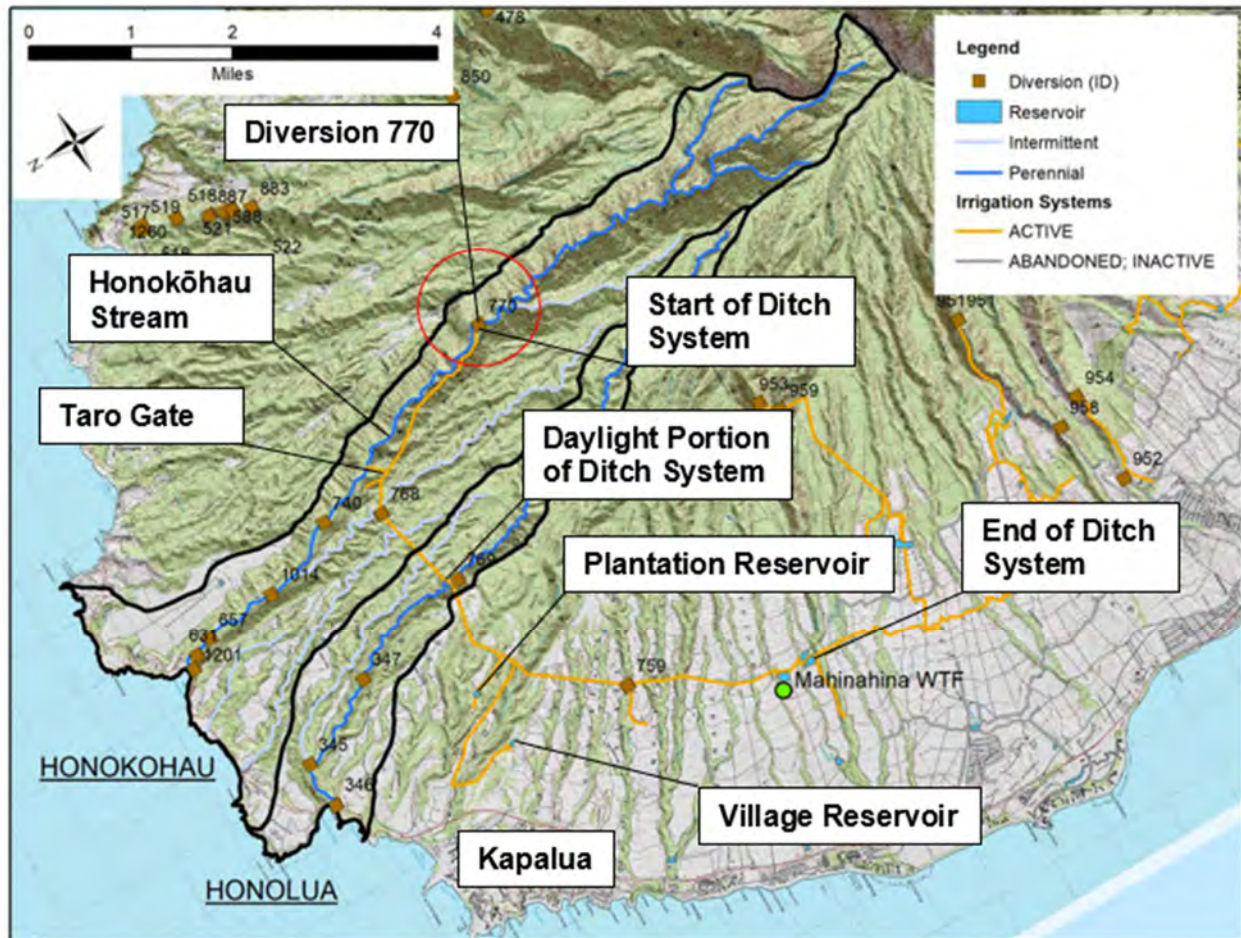 478
0
2
4
Miles
850
N
Diversion 770
Legend
Diversion (ID)
Reservoir
Intermittent
Perennial
Irrigation Systems
ACTIVE
ABANDONED; INACTIVE
517
519
518
887
883
1260
521
588
522
Honokōhau
Stream
770
Start of Ditch
System
1951
Taro Gate
953
959
954
958
952
Daylight Portion
of Ditch System
768
740
End of Ditch
System
Plantation Reservoir
769
1014
657
631
1201
347
759
Mahinahina WTF
345
346
HONOKOHAU
Village Reservoir
Kapalua
HONOLUA